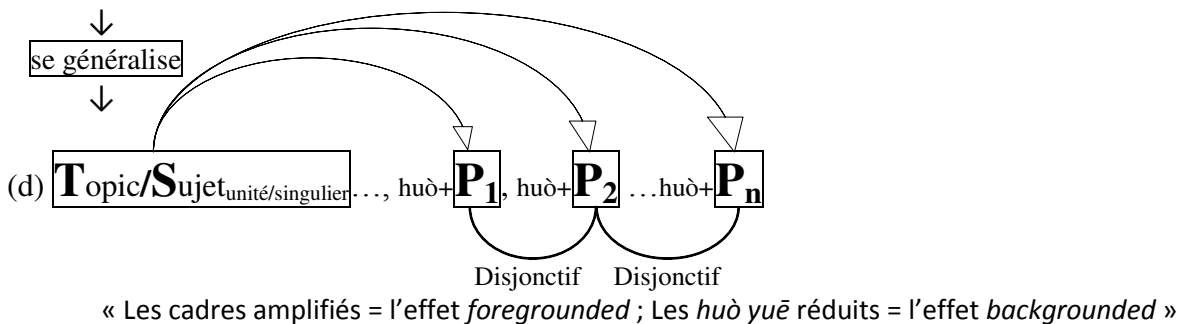 ↓
se généralise
↓
(d) Topic/Sujetunité/singulier…, huò+P1, huò+P2 …huò+Pn
Disjonctif Disjonctif
« Les cadres amplifiés = l’effet foregrounded ; Les huò yuē réduits = l’effet backgrounded »